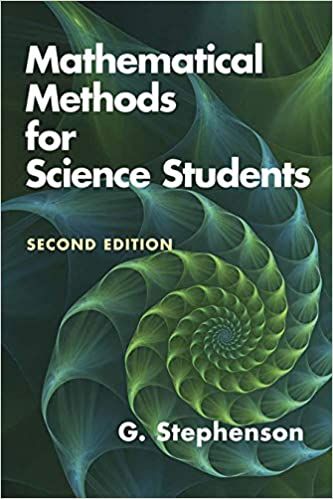 Mathematical
Methods
for
Science Students
SECOND EDITION
G. Stephenson